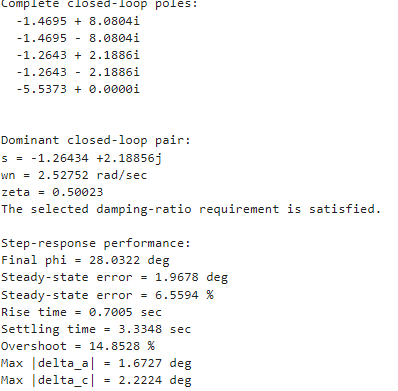 Complete closed-loop poles:
-1.4695 + 8.0804i
-1.4695 - 8.0804i
-1.2643 + 2.1886i
-1.2643 - 2.1886i
-5.5373 + 0.0000i
Dominant closed-loop pair:
s = -1.26434 +2.18856j
wn = 2.52752 rad/sec
zeta = 0.50023
The selected damping-ratio requirement is satisfied.
Step-response performance:
Final phi = 28.0322 deg
Steady-state error = 1.9678 deg
Steady-state error = 6.5594 %
Rise time = 0.7005 sec
Settling time = 3.3348 sec
Overshoot = 14.8528 %
Max |delta_a| = 1.6727 deg
Max |delta_c| = 2.2224 deg